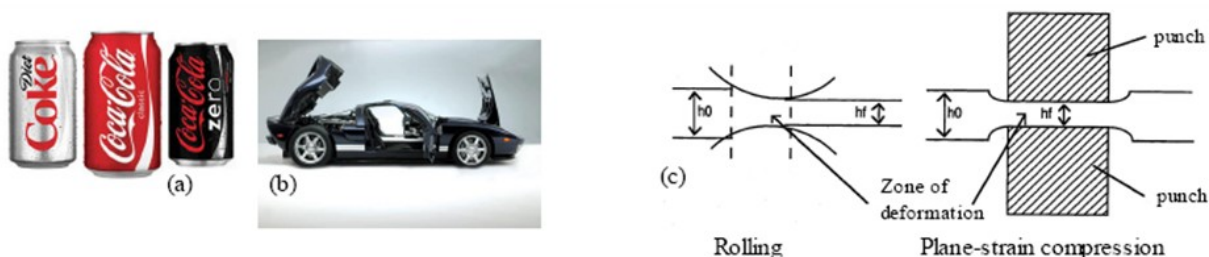 Diet
Coke
Coca-Cola
classic
Coca-Cola
zero
(a)
(b)
(c)
h0
hf
Zone of
deformation
h0
hf
punch
punch
Rolling
Plane-strain compression